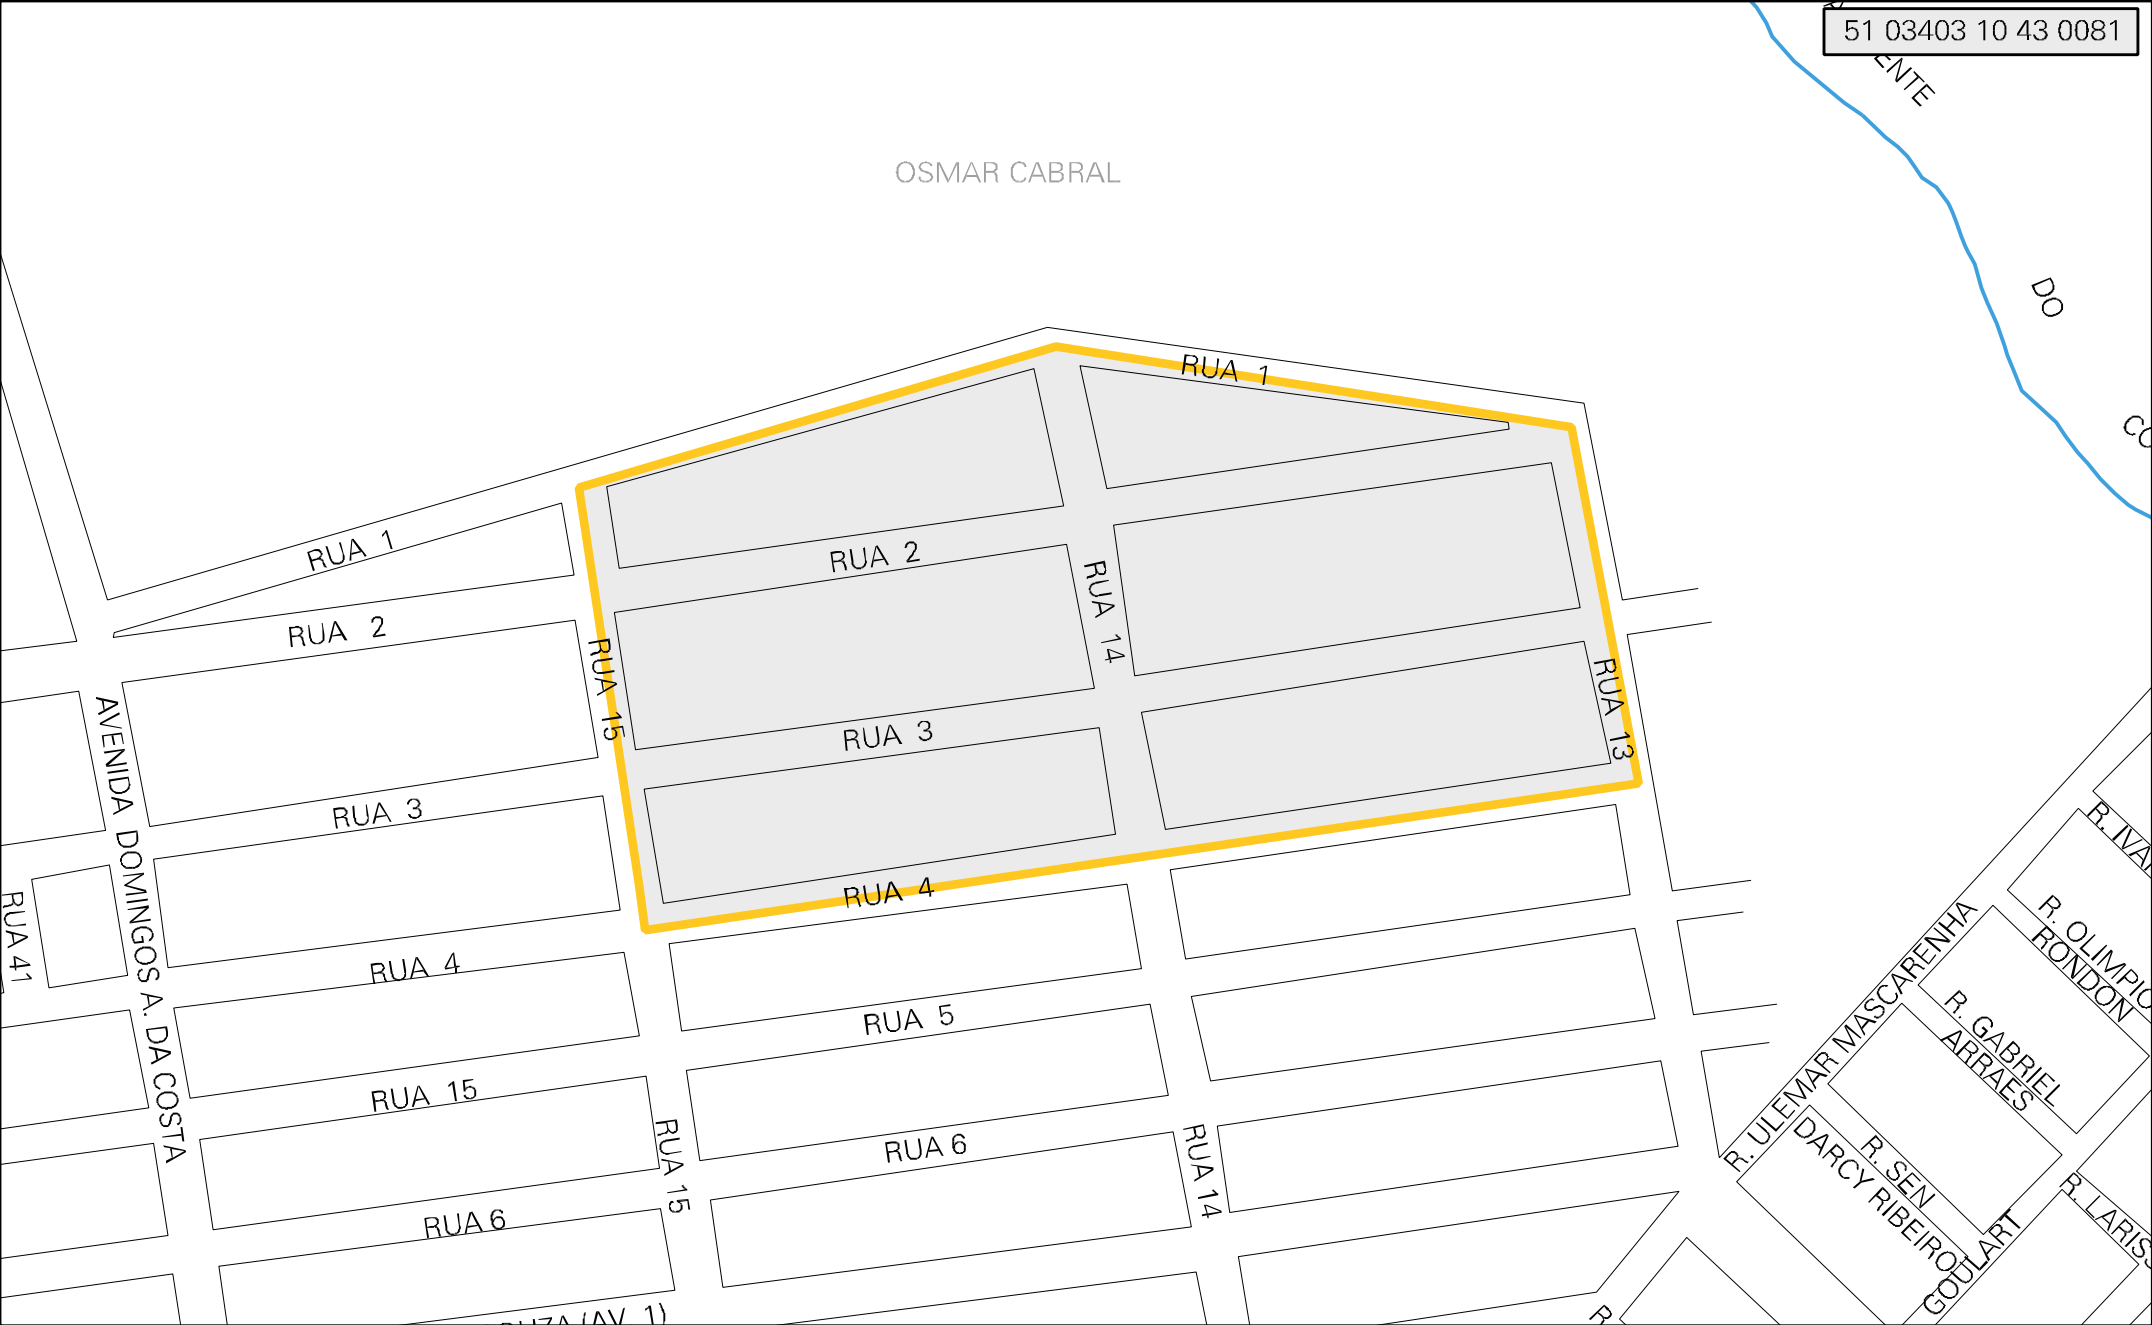 51 03403 10 43 0081
ENTE
OSMAR CABRAL
DO
RUA 1
RUA 1
RUA 2
RUA 2
RUA 14
RUA 15
RUA 13
RUA 3
RUA 3
AVENIDA DOMINGOS A. DA COSTA
RUA 4
RUA 41
RUA 4
RUA 5
RUA 15
RUA 6
RUA 15
RUA 14
RUA 6
R. ULEMAR MASCARENHA
R. OLIMPIO
RONDON
R. GABRIEL
ARRAES
R. SEN
DARCY RIBEIRO
GOULART
R.
(AV. 1)